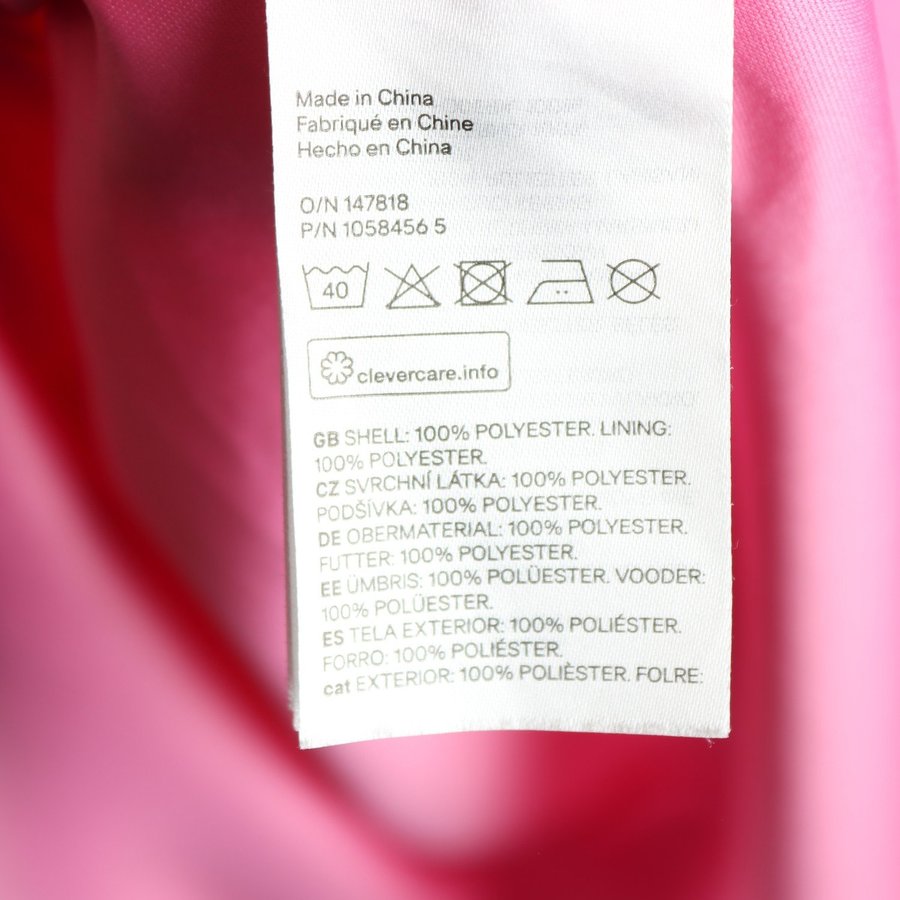 Made in China
Fabriqué en Chine
Hecho en China
O/N 147818
P/N 1058456 5
40
clevercare.info
GB SHELL: 100% POLYESTER. LINING:
100% POLYESTER.
CZ SVRCHNÍ LÁTKA: 100% POLYESTER.
PODŠÍVKA: 100% POLYESTER.
DE OBERMATERIAL: 100% POLYESTER.
FUTTER: 100% POLYESTER.
EE ÜMBRIS: 100% POLÜESTER. VOODER:
100% POLÜESTER.
ES TELA EXTERIOR: 100% POLIÉSTER.
FORRO: 100% POLIÉSTER.
cat EXTERIOR: 100% POLIÈSTER. FOLRE: